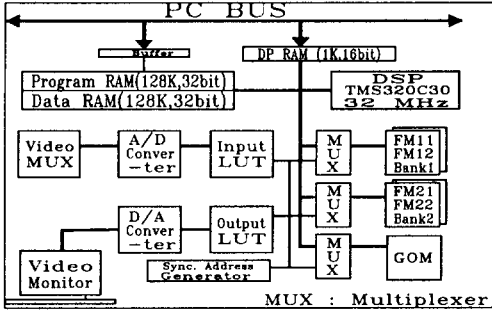 PC BUS
Buffer
DP RAM (1K,16bit)
Program RAM(128K,32bit)
Data RAM(128K,32bit)
DSP
TMS320C30
32 MHz
Video
MUX
A/D
Conver
-ter
Input
LUT
M
U
X
FM11
FM12
Bank1
D/A
Conver
-ter
Output
LUT
M
U
X
FM21
FM22
Bank2
Video
Monitor
Sync. Address
Generator
M
U
X
GOM
MUX : Multiplexer